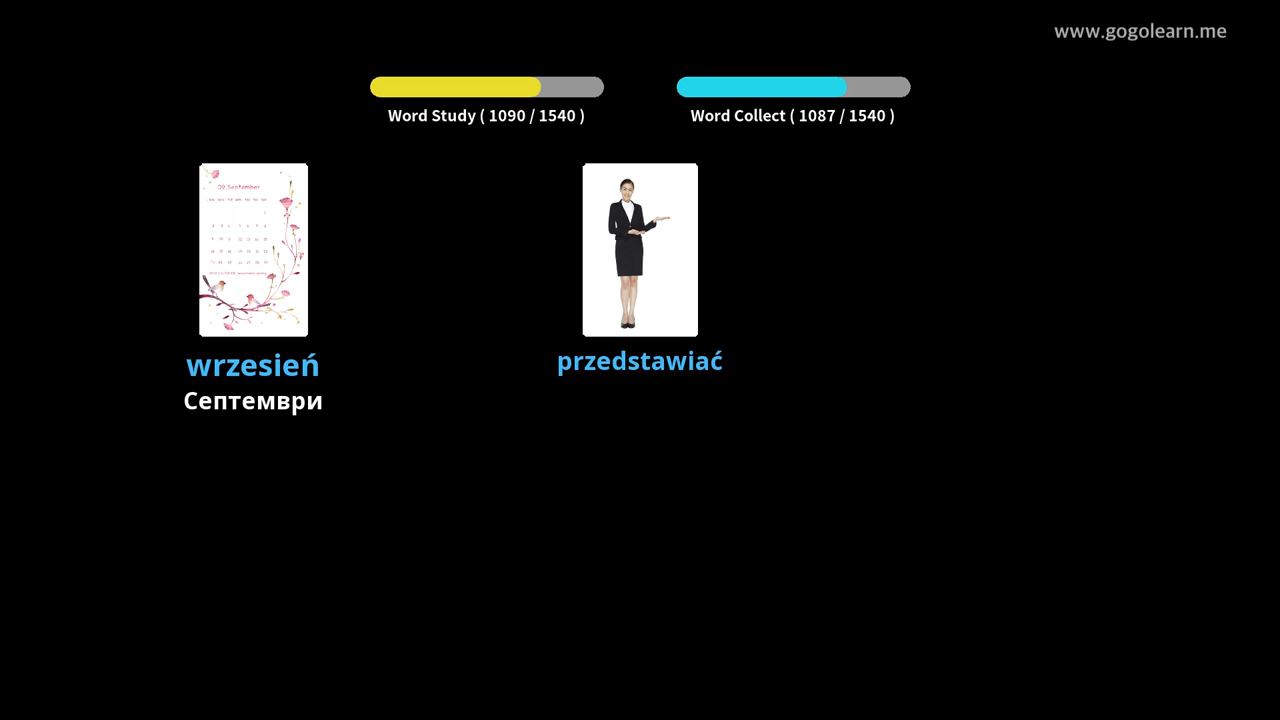 www.gogolearn.me
Word Study ( 1090 / 1540 )
Word Collect ( 1087 / 1540 )
09.September
wrzesień
Септември
przedstawiać